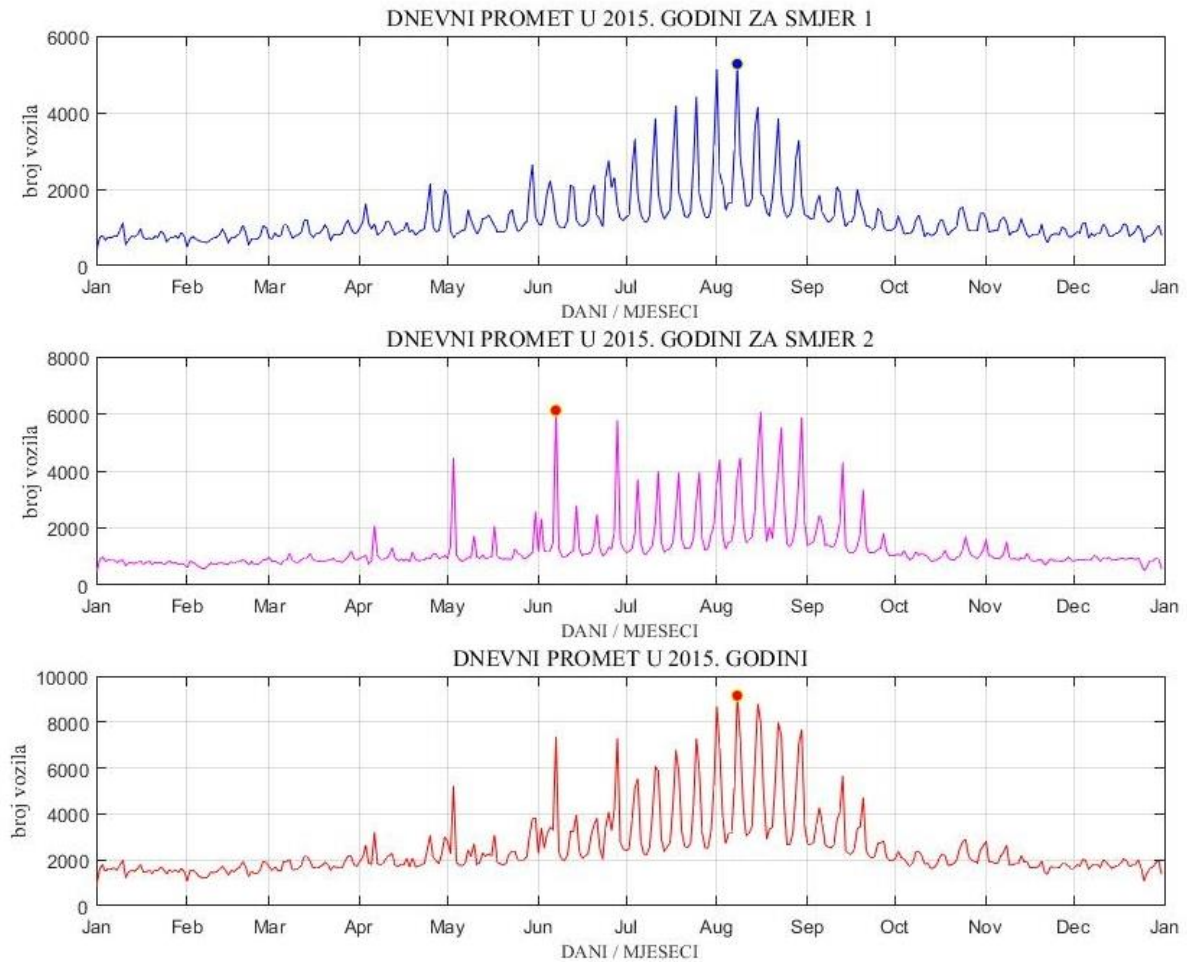 DNEVNI PROMET U 2015. GODINI ZA SMJER 1
6000
4000
2000
0
broj vozila
Jan Feb Mar Apr May Jun Jul Aug Sep Oct Nov Dec Jan
DANI / MJESECI
DNEVNI PROMET U 2015. GODINI ZA SMJER 2
8000
6000
4000
2000
0
broj vozila
Jan Feb Mar Apr May Jun Jul Aug Sep Oct Nov Dec Jan
DANI / MJESECI
DNEVNI PROMET U 2015. GODINI
10000
8000
6000
4000
2000
0
broj vozila
Jan Feb Mar Apr May Jun Jul Aug Sep Oct Nov Dec Jan
DANI / MJESECI